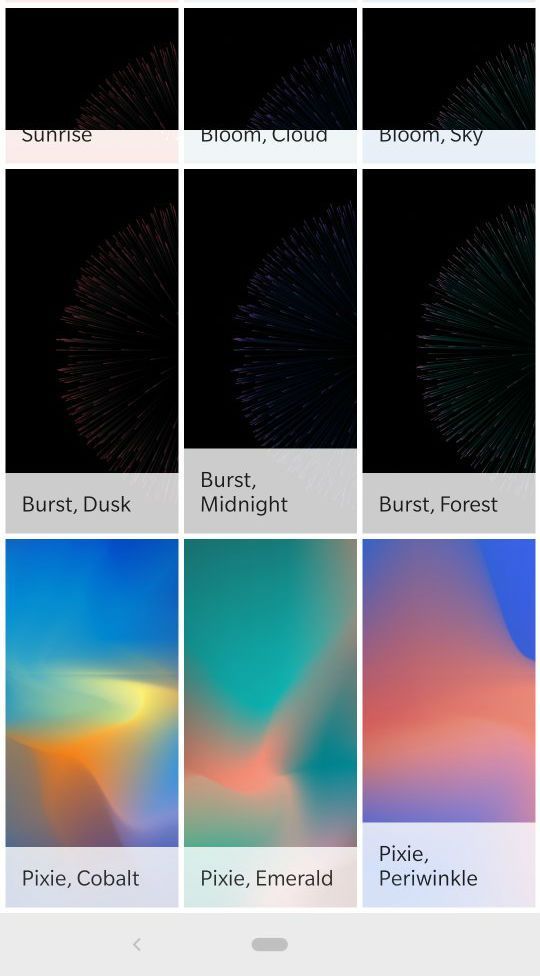 Sunrise
Bloom, Cloud
Bloom, Sky
Burst, Dusk
Burst,
Midnight
Burst, Forest
Pixie, Cobalt
Pixie, Emerald
Pixie,
Periwinkle